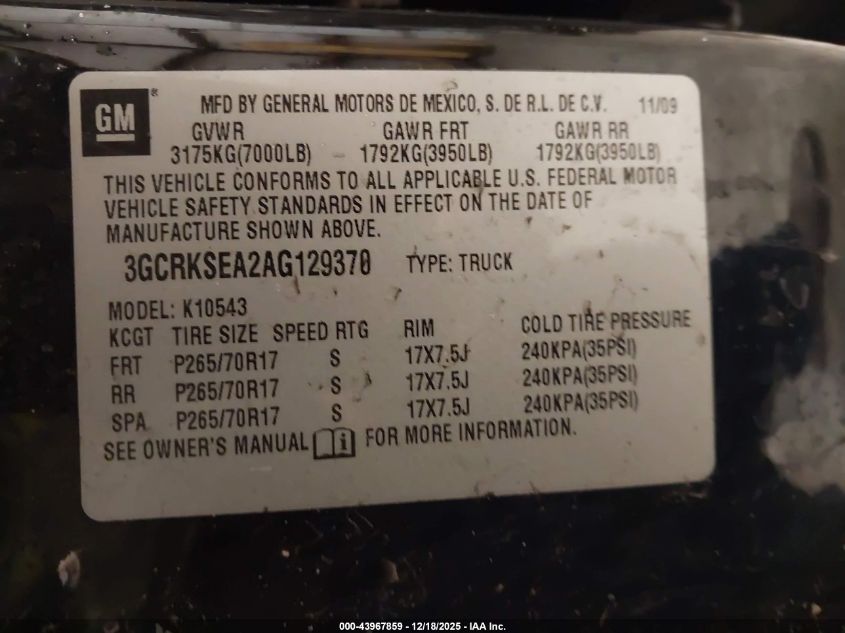 GM ® MFD BY GENERAL MOTORS DE MEXICO, S. DE R.L. DE C.V. 11/09
GVWR GAWR FRT GAWR RR
3175KG(7000LB) 1792KG(3950LB) 1792KG(3950LB)
THIS VEHICLE CONFORMS TO ALL APPLICABLE U.S. FEDERAL MOTOR
VEHICLE SAFETY STANDARDS IN EFFECT ON THE DATE OF
MANUFACTURE SHOWN ABOVE.
3GCRKSEA2AG129370 TYPE: TRUCK
MODEL: K10543
KCGT TIRE SIZE SPEED RTG RIM COLD TIRE PRESSURE
FRT P265/70R17 S 17X7.5J 240KPA(35PSI)
RR P265/70R17 S 17X7.5J 240KPA(35PSI)
SPA P265/70R17 S 17X7.5J 240KPA(35PSI)
SEE OWNER'S MANUAL FOR MORE INFORMATION.
000-43967859 - 12/18/2025 - IAA Inc.